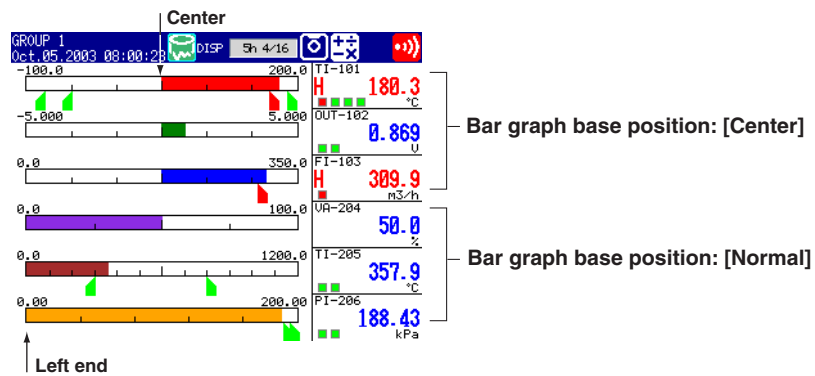 Center
GROUP 1
Oct.05.2003 08:00:23
DISP
5h 4/16
-100.0 200.0
TI-101
H 180.3
°C
-5.000 5.000
OUT-102
0.869
V
Bar graph base position: [Center]
0.0 350.0
FI-103
H 309.9
m3/h
0.0 100.0
VA-204
50.0
%
0.0 1200.0
TI-205
357.9
°C
Bar graph base position: [Normal]
0.00 200.00
PI-206
188.43
kPa
Left end